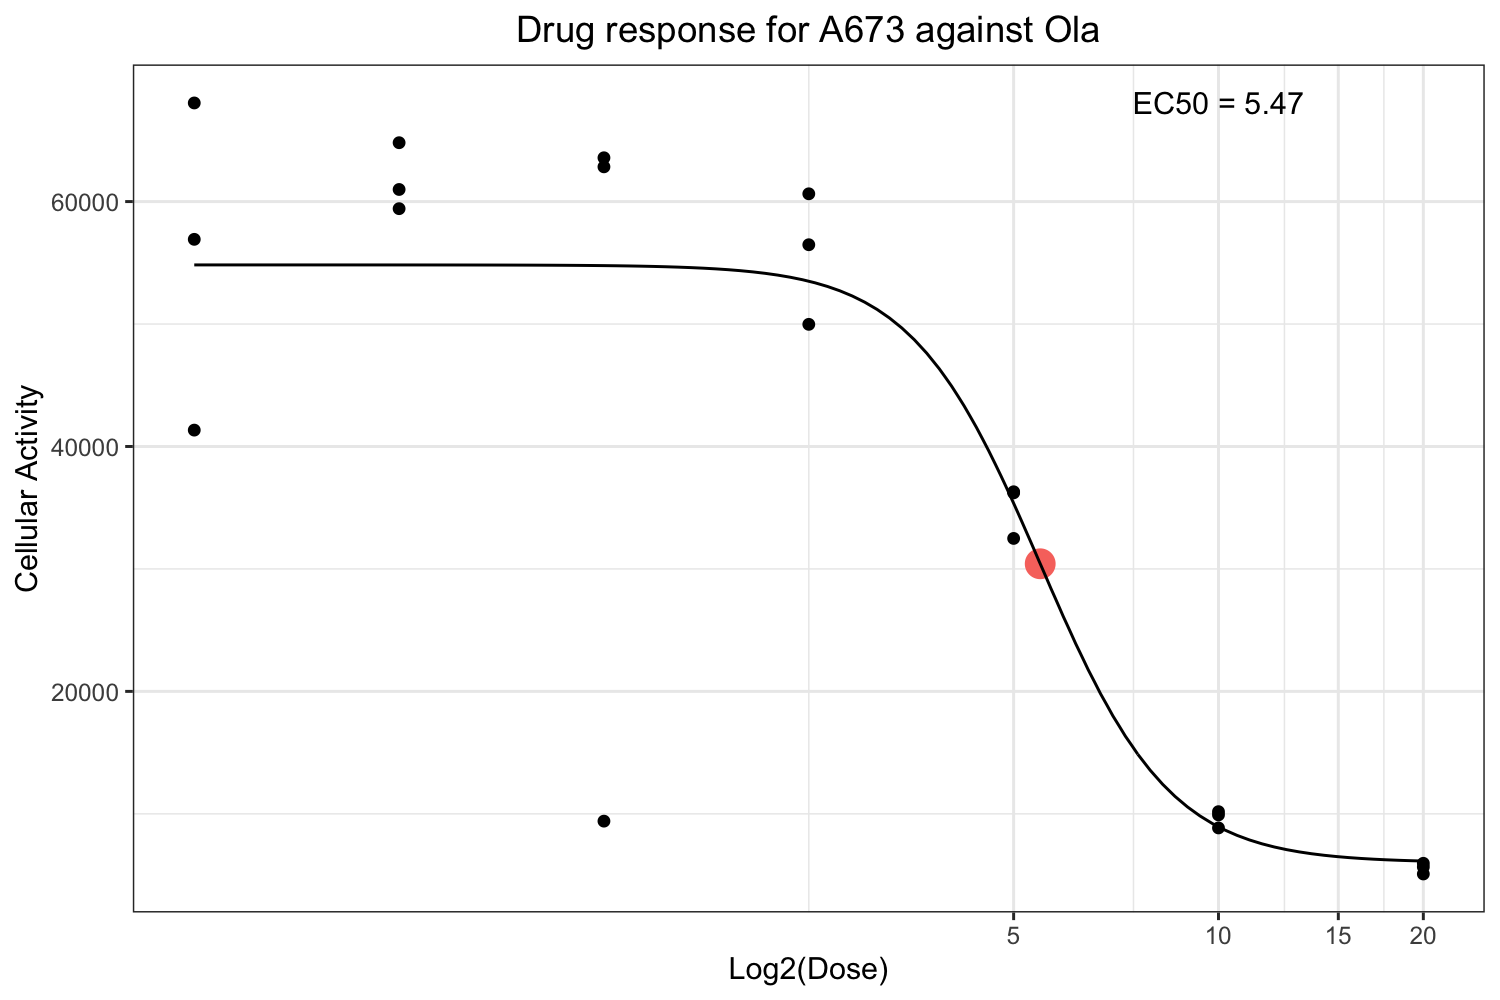 Drug response for A673 against Ola
EC50 = 5.47
60000
40000
20000
Cellular Activity
5 10 15 20
Log2(Dose)